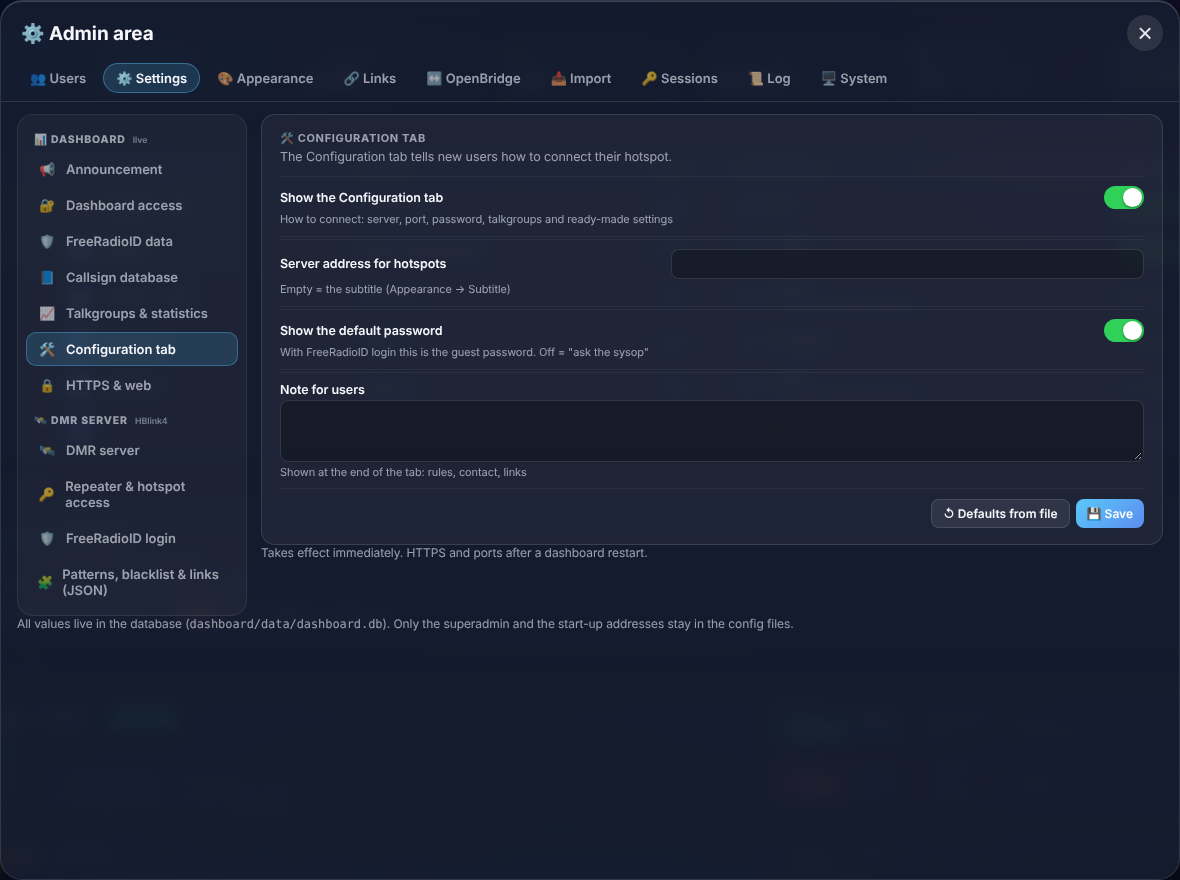 Admin area
Users
Settings
Appearance
Links
OpenBridge
Import
Sessions
Log
System
DASHBOARD live
Announcement
Dashboard access
FreeRadioID data
Callsign database
Talkgroups & statistics
Configuration tab
HTTPS & web
DMR SERVER HBlink4
DMR server
Repeater & hotspot
access
FreeRadioID login
Patterns, blacklist & links
(JSON)
CONFIGURATION TAB
The Configuration tab tells new users how to connect their hotspot.
Show the Configuration tab
How to connect: server, port, password, talkgroups and ready-made settings
Server address for hotspots
Empty = the subtitle (Appearance → Subtitle)
Show the default password
With FreeRadioID login this is the guest password. Off = "ask the sysop"
Note for users
Shown at the end of the tab: rules, contact, links
Defaults from file
Save
Takes effect immediately. HTTPS and ports after a dashboard restart.
All values live in the database (dashboard/data/dashboard.db). Only the superadmin and the start-up addresses stay in the config files.